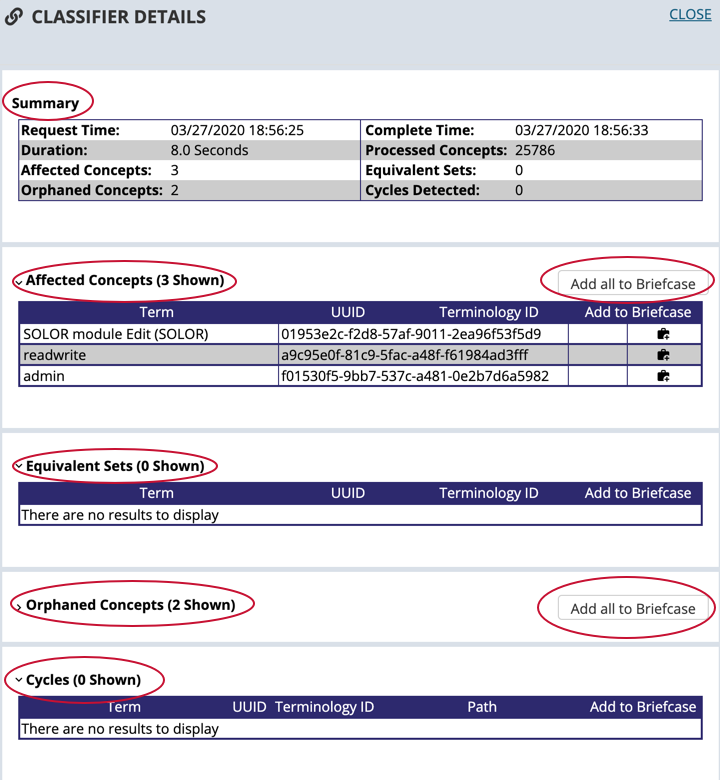 CLASSIFIER DETAILS CLOSE
Summary
Request Time: 03/27/2020 18:56:25 Complete Time: 03/27/2020 18:56:33
Duration: 8.0 Seconds Processed Concepts: 25786
Affected Concepts: 3 Equivalent Sets: 0
Orphaned Concepts: 2 Cycles Detected: 0
Affected Concepts (3 Shown) Add all to Briefcase
Term UUID Terminology ID Add to Briefcase
SOLOR module Edit (SOLOR) 01953e2c-f2d8-57af-9011-2ea96f53f5d9
readwrite a9c95e0f-81c9-5fac-a48f-f61984ad3fff
admin f01530f5-9bb7-537c-a481-0e2b7d6a5982
Equivalent Sets (0 Shown)
Term UUID Terminology ID Add to Briefcase
There are no results to display
Orphaned Concepts (2 Shown) Add all to Briefcase
Cycles (0 Shown)
Term UUID Terminology ID Path Add to Briefcase
There are no results to display